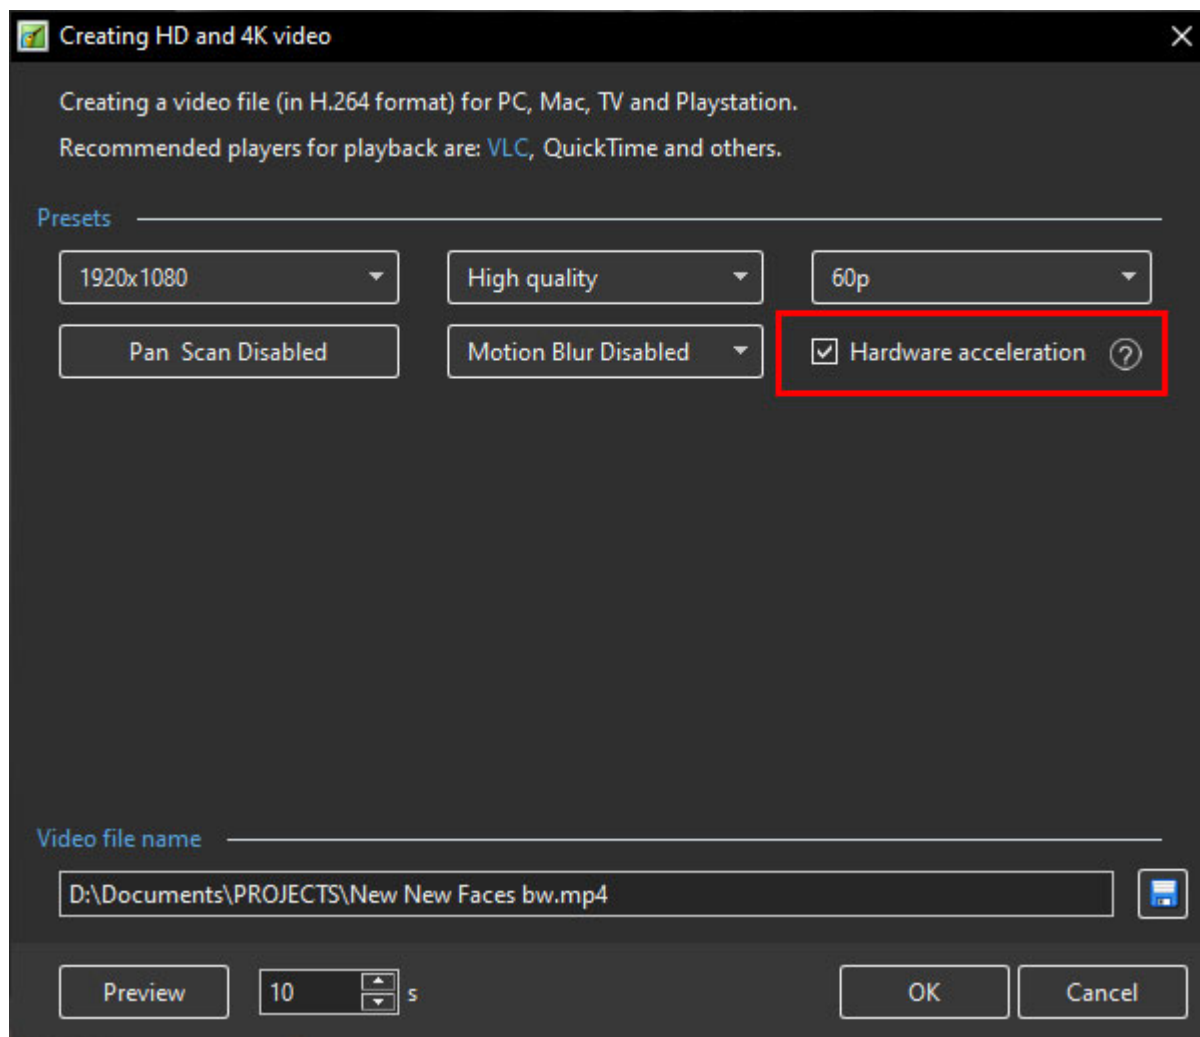 Creating HD and 4K video
Creating a video file (in H.264 format) for PC, Mac, TV and Playstation.
Recommended players for playback are: VLC, QuickTime and others.
Presets
1920x1080 High quality 60p
Pan Scan Disabled Motion Blur Disabled Hardware acceleration ?
Video file name
D:\Documents\PROJECTS\New New Faces bw.mp4
Preview 10 s OK Cancel